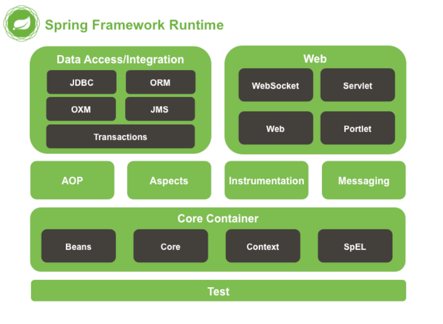 Spring Framework Runtime
Data Access/Integration
JDBC
ORM
OXM
JMS
Transactions
Web
WebSocket
Servlet
Web
Portlet
AOP
Aspects
Instrumentation
Messaging
Core Container
Beans
Core
Context
SpEL
Test